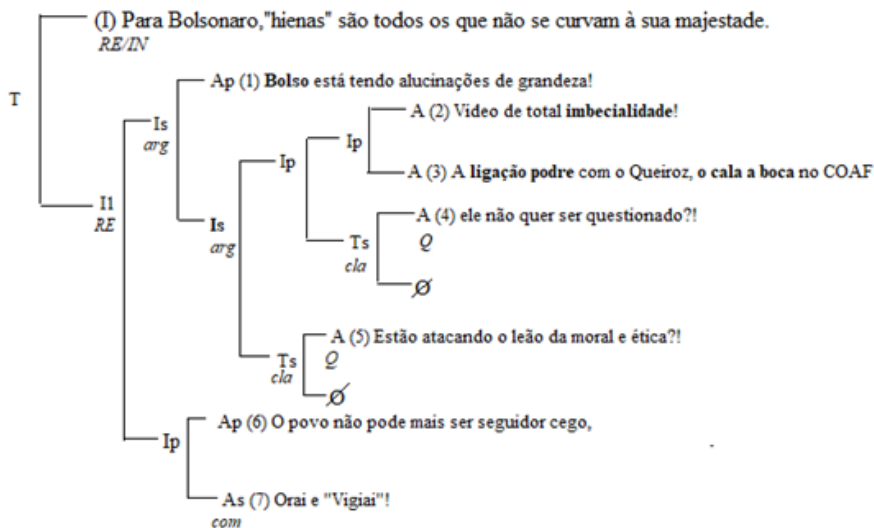 (I) Para Bolsonaro,"hienas" são todos os que não se curvam à sua majestade.
RE/IN
T
Ap (1) Bolso está tendo alucinações de grandeza!
Is
arg
A (2) Vídeo de total imbecialidade!
Ip
Ip
A (3) A ligação podre com o Queiroz, o cala a boca no COAF
I1
RE
Is
arg
A (4) ele não quer ser questionado?!
Q
Ts
cla
Ø
A (5) Estão atacando o leão da moral e ética?!
Q
Ts
cla
Ø
Ap (6) O povo não pode mais ser seguidor cego,
Ip
As (7) Orai e "Vigiai"!
com